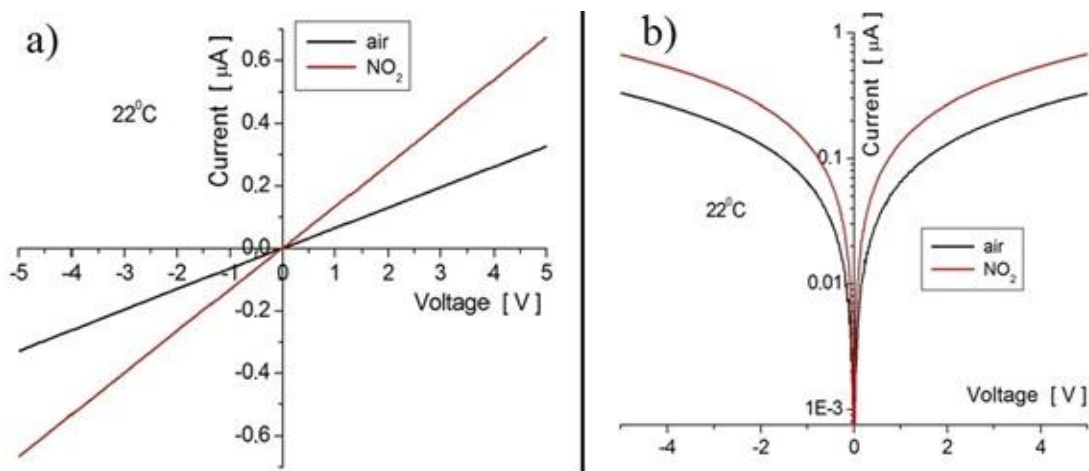 a)
air
NO₂
22⁰C
Current [ μA ]
0.6
0.4
0.2
0.0
-0.2
-0.4
-0.6
-5 -4 -3 -2 -1 0 1 2 3 4 5
Voltage [ V ]
b)
1
Current [ μA ]
0.1
22⁰C
air
NO₂
0.01
Voltage [ V ]
1E-3
-4 -2 0 2 4